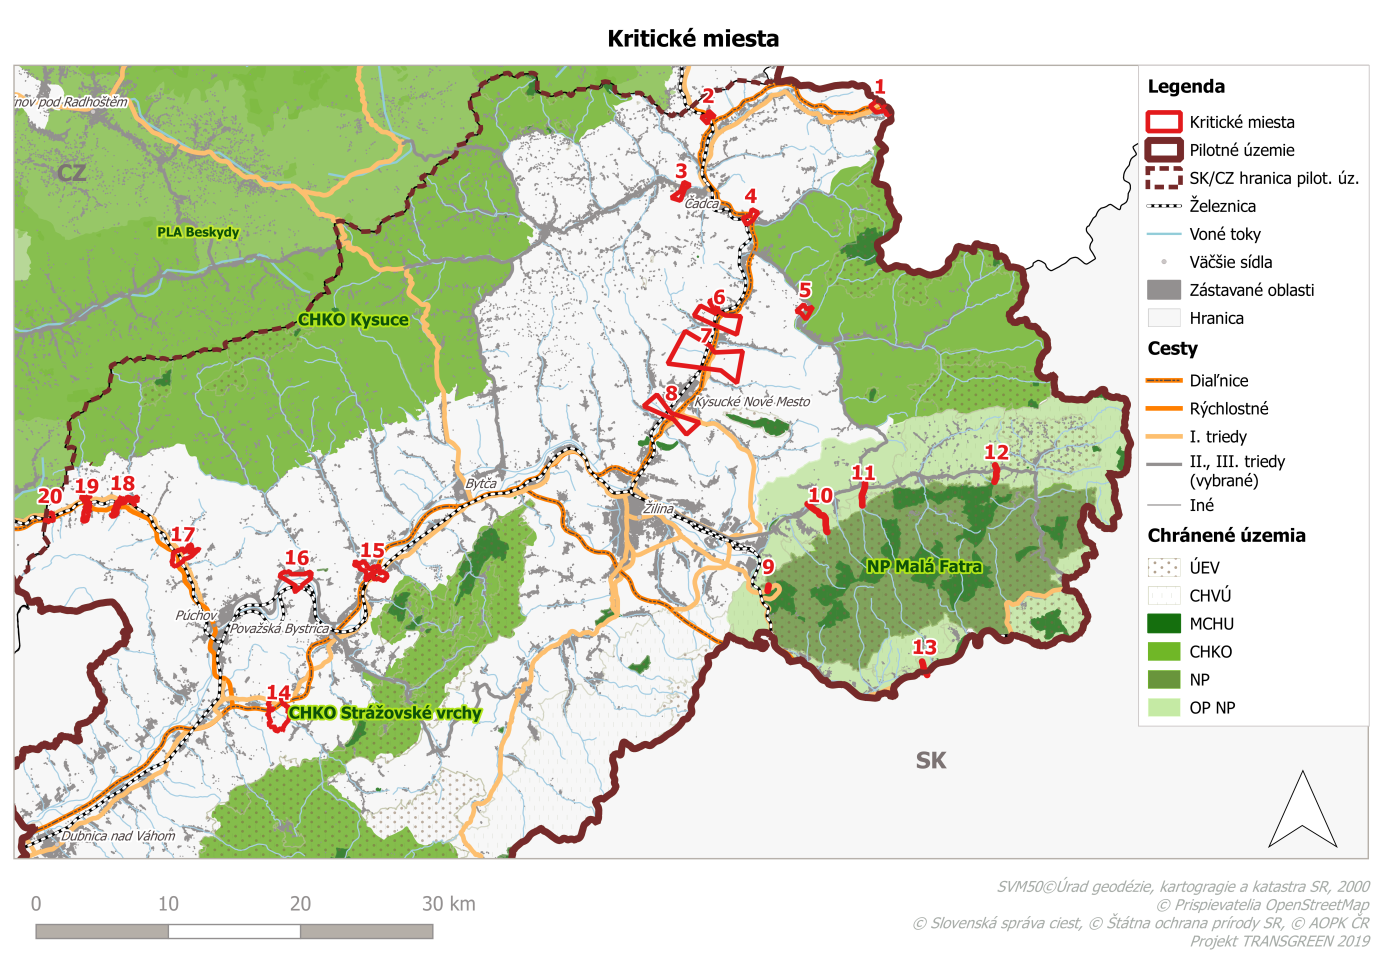 Kritické miesta
nov pod Radhoštěm
CZ
PLA Beskydy
CHKO Kysuce
1
2
3
Čadca
4
5
6
7
8
Kysucké Nové Mesto
Bytča
Žilina
9
10
11
12
NP Malá Fatra
13
20
19
18
17
16
15
Púchov
Považská Bystrica
14
CHKO Strážovské vrchy
Dubnica nad Váhom
SK
Legenda
Kritické miesta
Pilotné územie
SK/CZ hranica pilot. úz.
Železnica
Voné toky
Väčšie sídla
Zástavané oblasti
Hranica
Cesty
Diaľnice
Rýchlostné
I. triedy
II., III. triedy
(vybrané)
Iné
Chránené územia
ÚEV
CHVÚ
MCHU
CHKO
NP
OP NP
0 10 20 30 km
SVM50©Úrad geodézie, kartogragie a katastra SR, 2000
© Prispievatelia OpenStreetMap
© Slovenská správa ciest, © Štátna ochrana prírody SR, © AOPK ČR
Projekt TRANSGREEN 2019